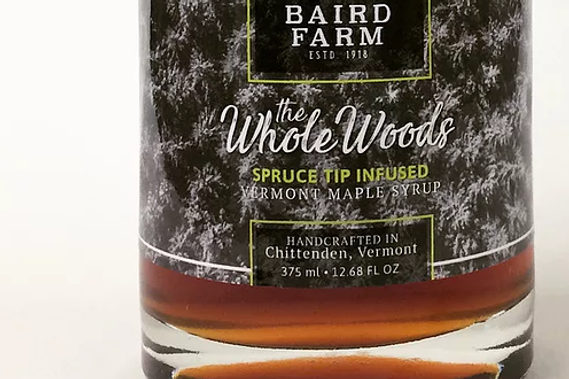 BAIRD
FARM
ESTD. 1918
the
Whole Woods
SPRUCE TIP INFUSED
VERMONT MAPLE SYRUP
HANDCRAFTED IN
Chittenden, Vermont
375 ml • 12.68 FL OZ